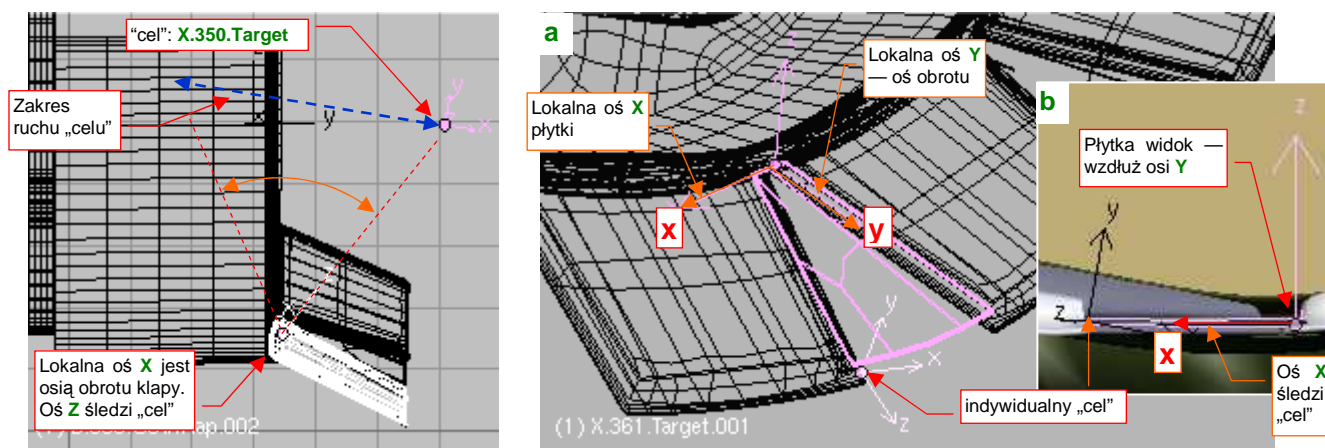 “cel”: X.350.Target
Zakres
ruchu „celu”
y
x
y
Lokalna oś X jest
osią obrotu klapy.
Oś Z śledzi „cel”
a
z
Lokalna oś Y
— oś obrotu
Lokalna oś X
płytki
x
y
y
x
z
indywidualny „cel”
(1) X.361.Target.001
b
z
Płytka widok —
wzdłuż osi Y
y
z
x
Oś X
śledzi
„cel”